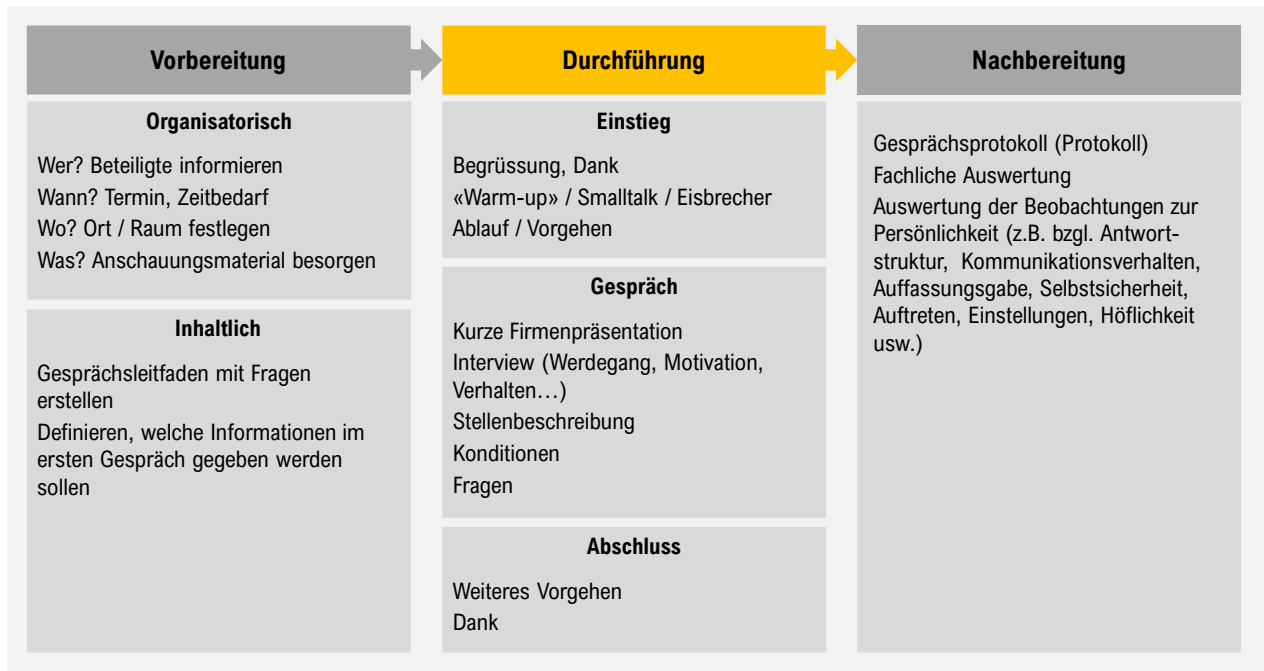 Vorbereitung
Organisatorisch
Wer? Beteiligte informieren
Wann? Termin, Zeitbedarf
Wo? Ort / Raum festlegen
Was? Anschauungsmaterial besorgen
Inhaltlich
Gesprächsleitfaden mit Fragen
erstellen
Definieren, welche Informationen im
ersten Gespräch gegeben werden
sollen
Durchführung
Einstieg
Begrüssung, Dank
«Warm-up» / Smalltalk / Eisbrecher
Ablauf / Vorgehen
Gespräch
Kurze Firmenpräsentation
Interview (Werdegang, Motivation,
Verhalten…)
Stellenbeschreibung
Konditionen
Fragen
Abschluss
Weiteres Vorgehen
Dank
Nachbereitung
Gesprächsprotokoll (Protokoll)
Fachliche Auswertung
Auswertung der Beobachtungen zur
Persönlichkeit (z.B. bzgl. Antwort-
struktur, Kommunikationsverhalten,
Auffassungsgabe, Selbstsicherheit,
Auftreten, Einstellungen, Höflichkeit
usw.)